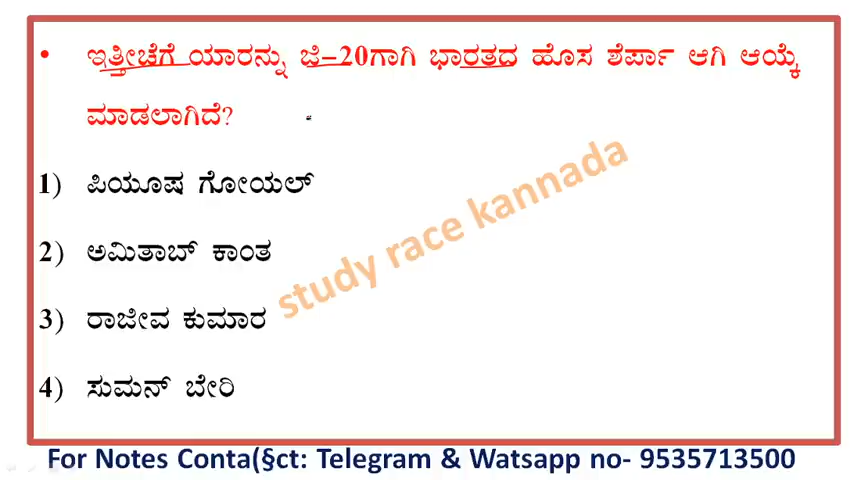 • ಇತ್ತೀಚೆಗೆ ಯಾರನ್ನು ಜಿ–20ಗಾಗಿ ಭಾರತದ ಹೊಸ ಶೆರ್ಪಾ ಆಗಿ ಆಯ್ಕೆ
ಮಾಡಲಾಗಿದೆ?
1) ಪಿಯೂಷ ಗೋಯಲ್
2) ಅಮಿತಾಬ್ ಕಾಂತ
3) ರಾಜೀವ ಕುಮಾರ
4) ಸುಮನ್ ಬೇರಿ
study race kannada
For Notes Conta(§ct: Telegram & Watsapp no- 9535713500